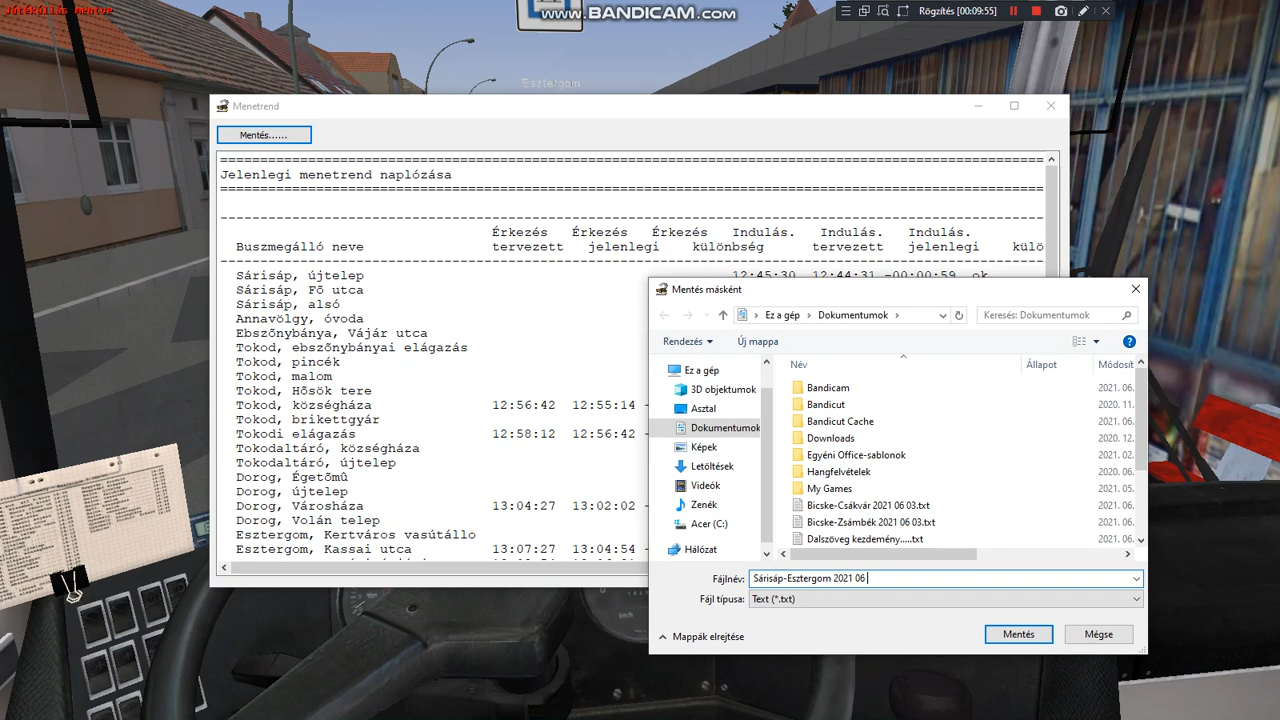 Játékállás mentve
www.BANDICAM.com
Rögzítés [00:09:55]
Esztergom
Menetrend
Mentés......
Jelenlegi menetrend naplózása
Érkezés Érkezés Érkezés Indulás. Indulás. Indulás.
Buszmegálló neve tervezett jelenlegi különbség tervezett jelenlegi külö
Sárisáp, újtelep 12:45:30 12:44:31 -00:00:59 ok
Sárisáp, Fõ utca
Sárisáp, alsó
Annavölgy, óvoda
Ebszõnybánya, Vájár utca
Tokod, ebszõnybányai elágazás
Tokod, pincék
Tokod, malom
Tokod, Hõsök tere
Tokod, községháza 12:56:42 12:55:14 -
Tokod, brikettgyár
Tokodi elágazás 12:58:12 12:56:42 -
Tokodaltáró, községháza
Tokodaltáró, újtelep
Dorog, Égetõmû
Dorog, újtelep
Dorog, Városháza 13:04:27 13:02:02 -
Dorog, Volán telep
Esztergom, Kertváros vasútálló
Esztergom, Kassai utca 13:07:27 13:04:54 -
Mentés másként
Ez a gép › Dokumentumok ›
Keresés: Dokumentumok
Rendezés Új mappa
Ez a gép
3D objektumok
Asztal
Dokumentumok
Képek
Letöltések
Videók
Zenék
Acer (C:)
Hálózat
Név Állapot Módosít
Bandicam 2021. 06.
Bandicut 2020. 11.
Bandicut Cache 2021. 06.
Downloads 2020. 12.
Egyéni Office-sablonok 2021. 06.
Hangfelvételek 2020. 06.
My Games 2021. 05.
Bicske-Csákvár 2021 06 03.txt 2021. 06.
Bicske-Zsámbék 2021 06 03.txt 2021. 06.
Dalszöveg kezdemény.....txt 2021. 06.
Fájlnév: Sárisáp-Esztergom 2021 06
Fájl típusa: Text (*.txt)
Mappák elrejtése
Mentés Mégse